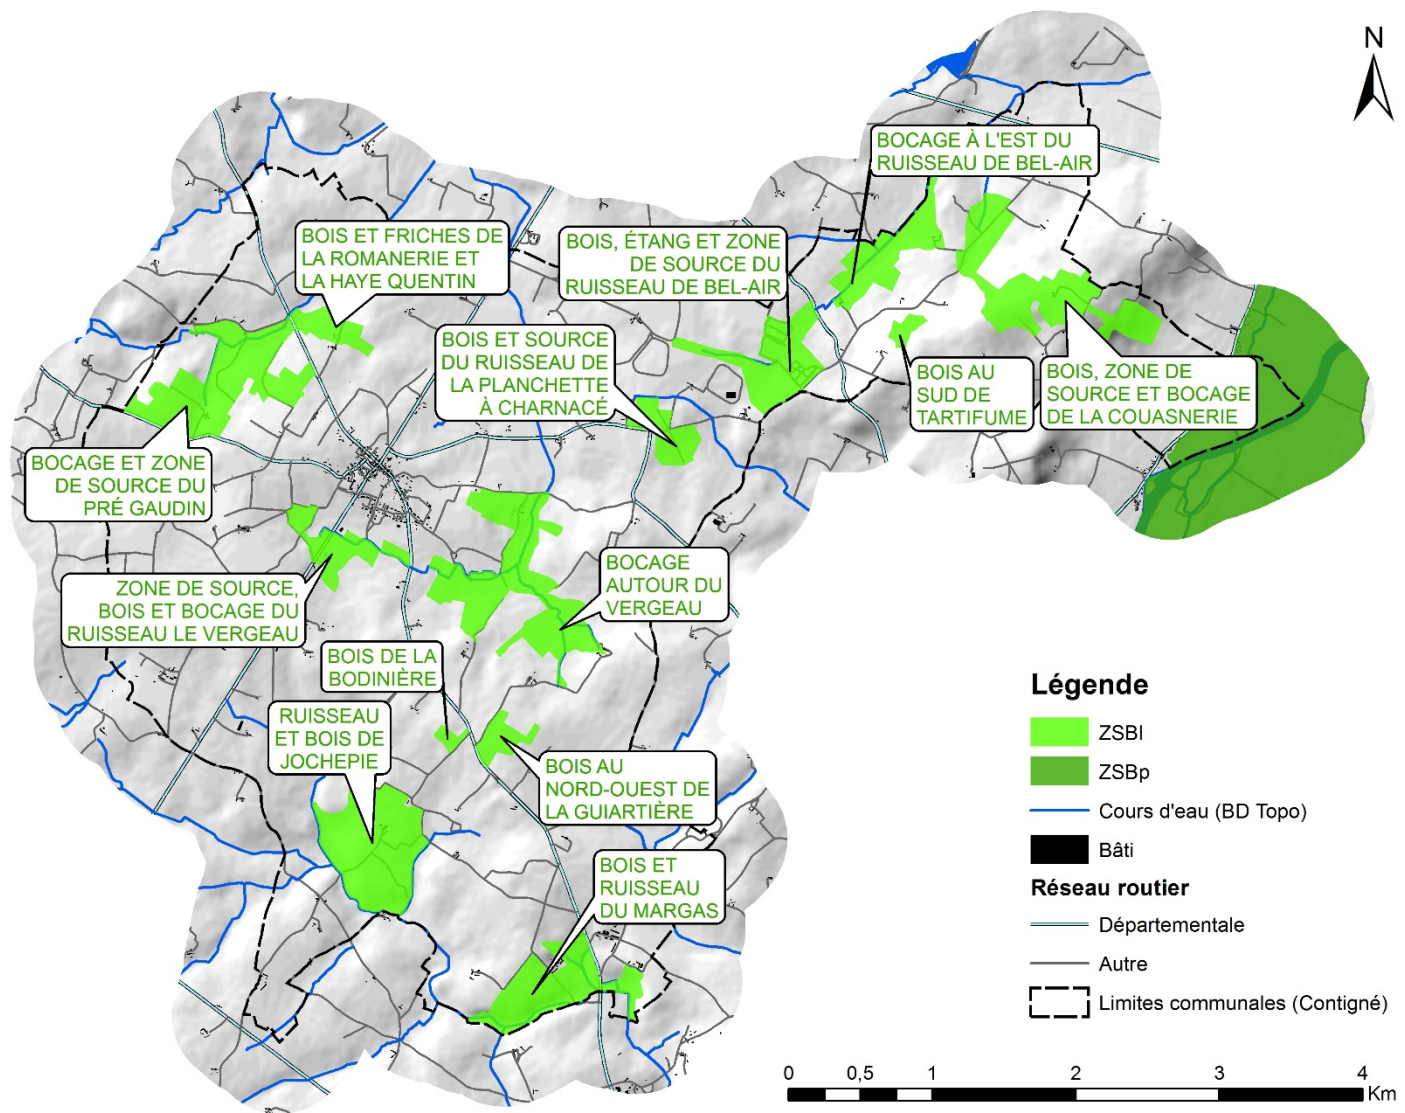 N
BOCAGE À L'EST DU
RUISSEAU DE BEL-AIR
BOIS ET FRICHES DE
LA ROMANERIE ET
LA HAYE QUENTIN
BOIS, ÉTANG ET ZONE
DE SOURCE DU
RUISSEAU DE BEL-AIR
BOIS ET SOURCE
DU RUISSEAU DE
LA PLANCHETTE
À CHARNACÉ
BOIS AU
SUD DE
TARTIFUME
BOIS, ZONE DE
SOURCE ET BOCAGE
DE LA COUASNERIE
BOCAGE ET ZONE
DE SOURCE DU
PRÉ GAUDIN
ZONE DE SOURCE,
BOIS ET BOCAGE DU
RUISSEAU LE VERGEAU
BOCAGE
AUTOUR DU
VERGEAU
BOIS DE LA
BODINIÈRE
RUISSEAU
ET BOIS DE
JOCHEPIE
BOIS AU
NORD-OUEST DE
LA GUIARTIÈRE
BOIS ET
RUISSEAU
DU MARGAS
Légende
ZSBl
ZSBp
Cours d'eau (BD Topo)
Bâti
Réseau routier
Départementale
Autre
Limites communales (Contigné)
0 0,5 1 2 3 4
Km